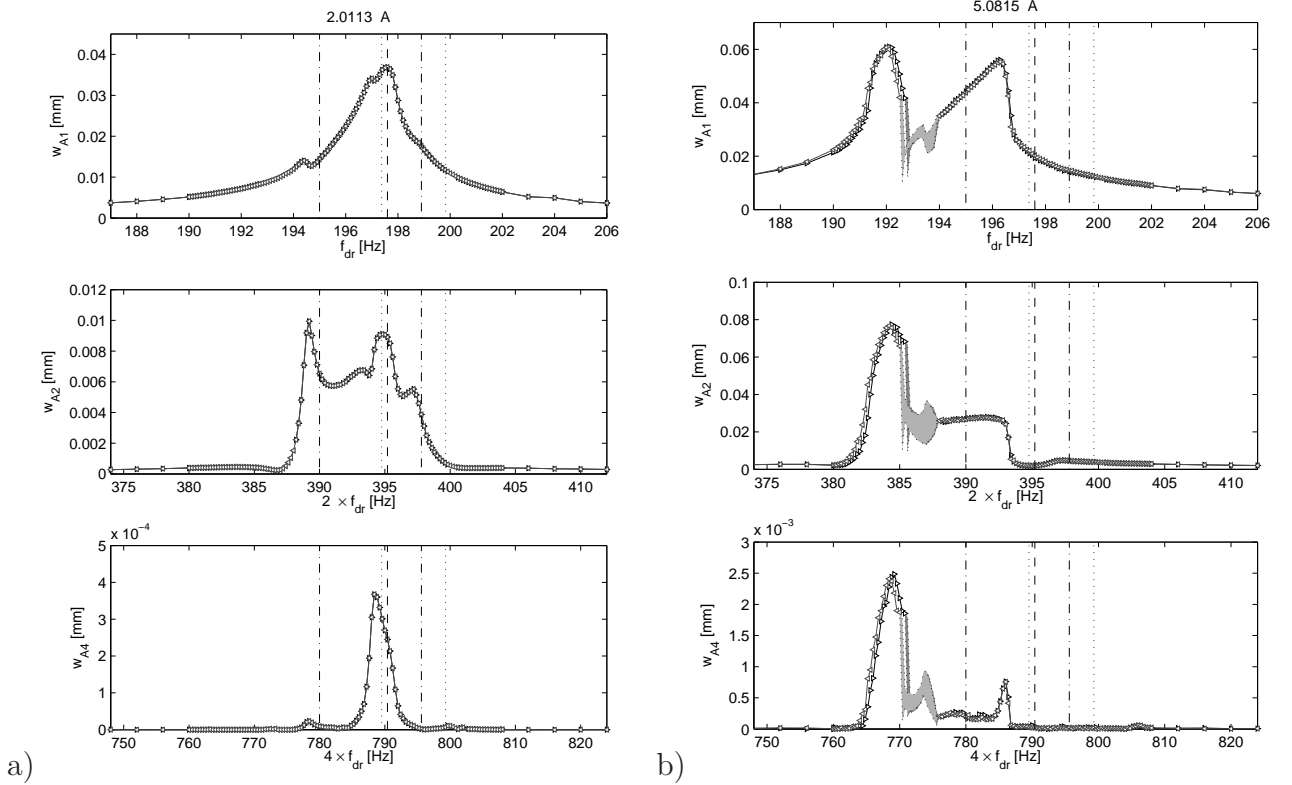 2.0113 A
0.04
0.03
0.02
0.01
0
w_A1 [mm]
188 190 192 194 196 198 200 202 204 206
f_dr [Hz]
0.012
0.01
0.008
0.006
0.004
0.002
0
w_A2 [mm]
375 380 385 390 395 400 405 410
2 × f_dr [Hz]
x 10^−4
5
4
3
2
1
0
w_A4 [mm]
750 760 770 780 790 800 810 820
4 × f_dr [Hz]
a)
5.0815 A
0.06
0.04
0.02
0
w_A1 [mm]
188 190 192 194 196 198 200 202 204 206
f_dr [Hz]
0.1
0.08
0.06
0.04
0.02
0
w_A2 [mm]
375 380 385 390 395 400 405 410
2 × f_dr [Hz]
x 10^−3
3
2.5
2
1.5
1
0.5
0
w_A4 [mm]
750 760 770 780 790 800 810 820
4 × f_dr [Hz]
b)